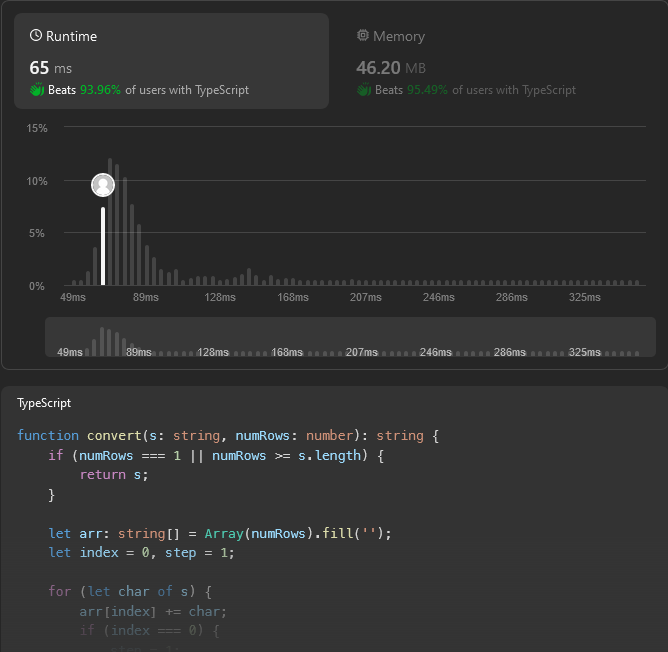 Runtime
Memory
65 ms
46.20 MB
Beats 93.96% of users with TypeScript
Beats 95.49% of users with TypeScript
15%
10%
5%
0%
49ms 89ms 128ms 168ms 207ms 246ms 286ms 325ms
49ms 89ms 128ms 168ms 207ms 246ms 286ms 325ms
TypeScript
function convert(s: string, numRows: number): string {
    if (numRows === 1 || numRows >= s.length) {
        return s;
    }
    let arr: string[] = Array(numRows).fill('');
    let index = 0, step = 1;
    for (let char of s) {
        arr[index] += char;
        if (index === 0) {